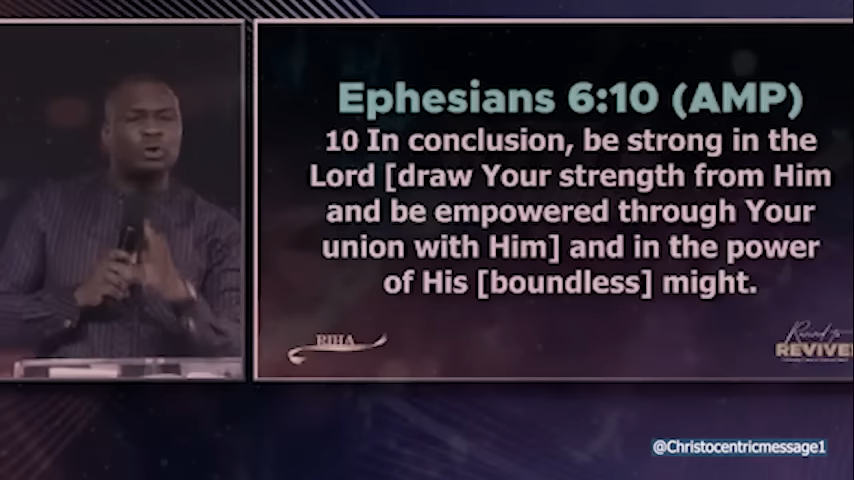 Ephesians 6:10 (AMP)
10 In conclusion, be strong in the
Lord [draw Your strength from Him
and be empowered through Your
union with Him] and in the power
of His [boundless] might.
RIHA
REVIVE
@Christocentricmessage1